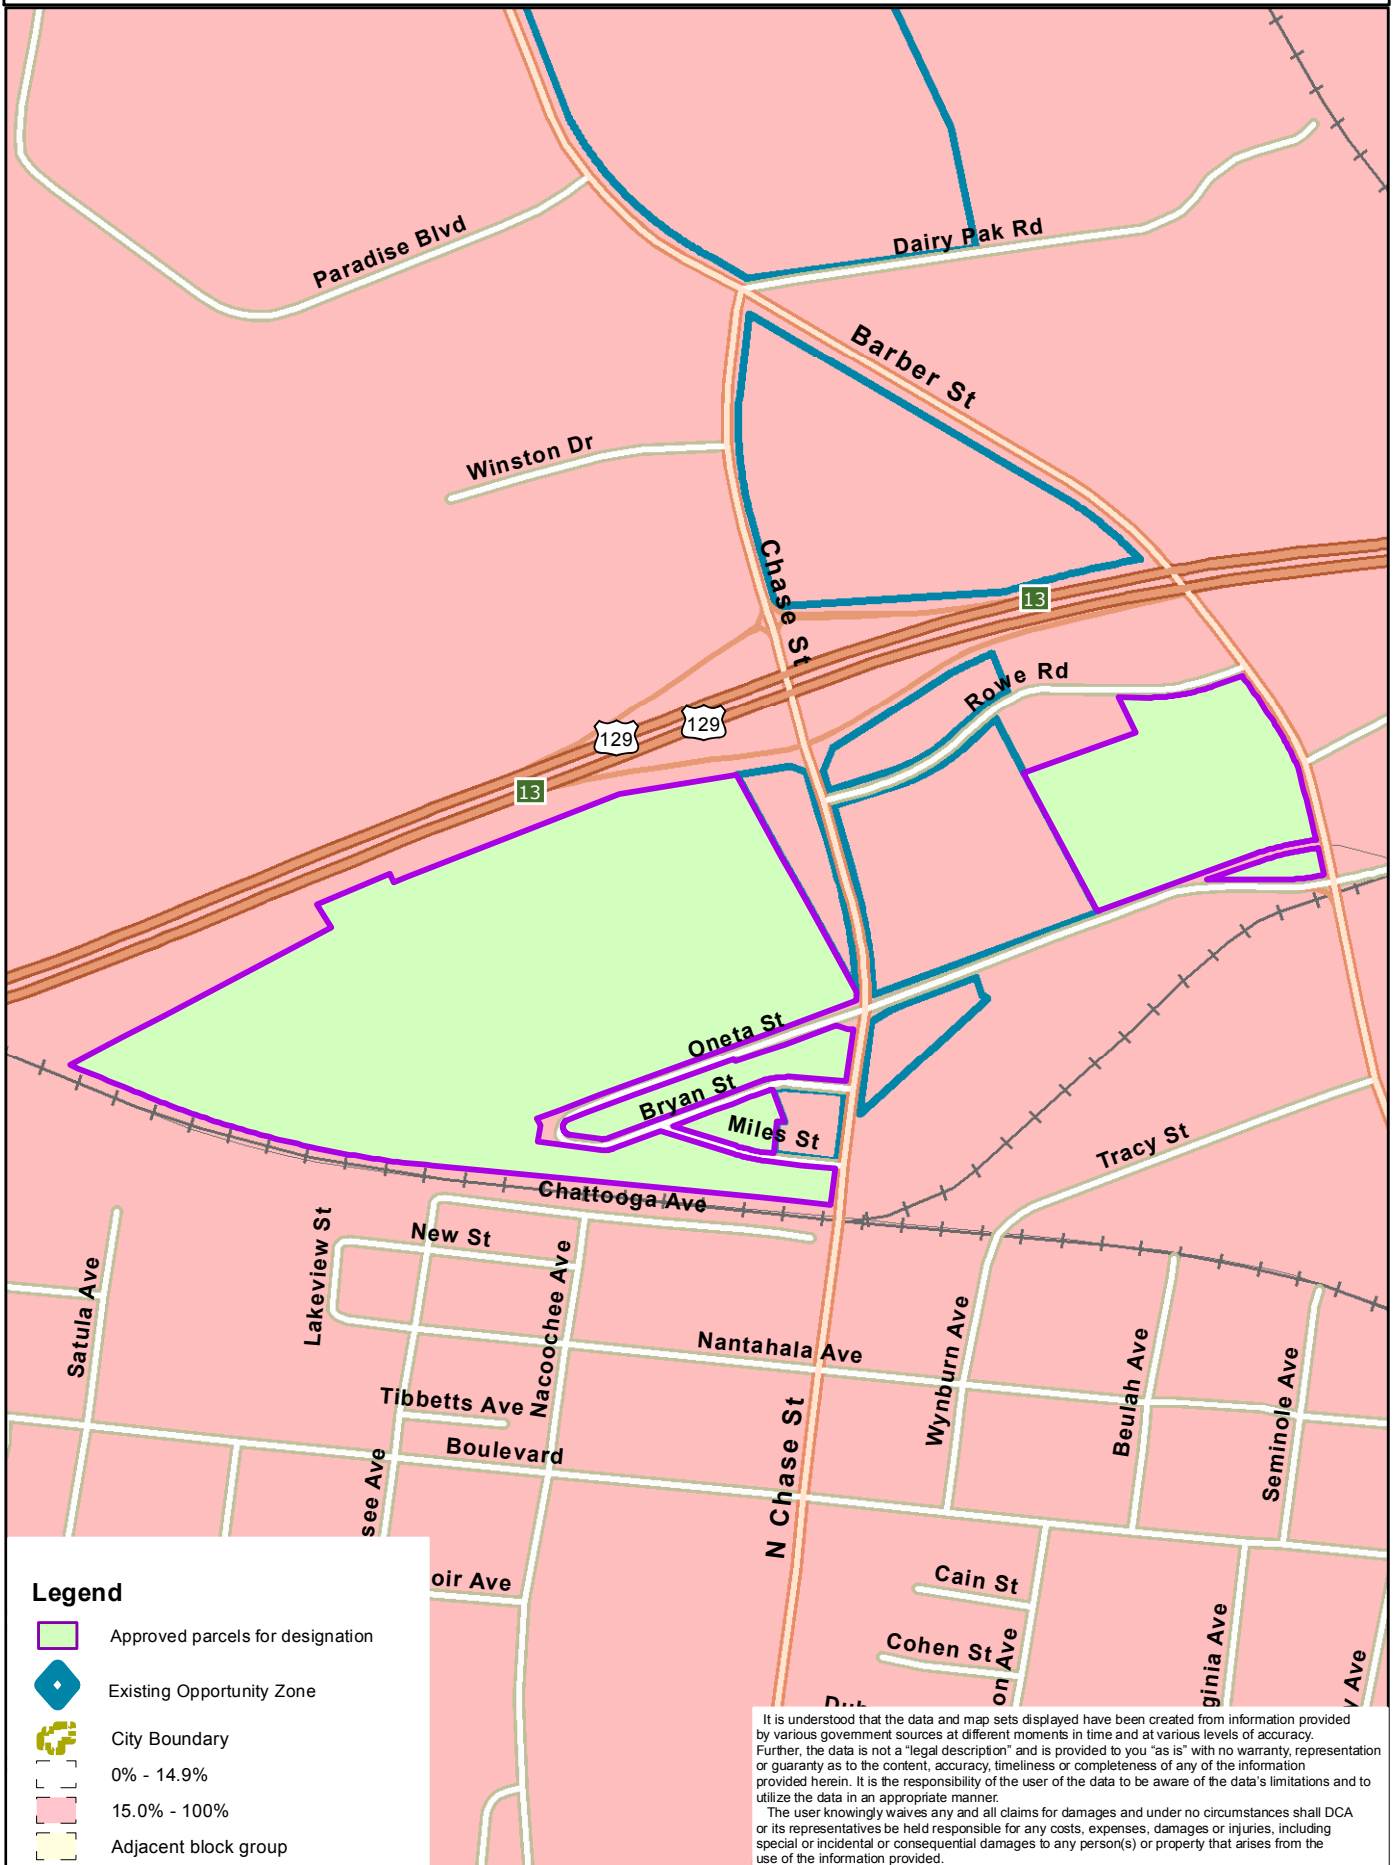 Paradise Blvd
Dairy Pak Rd
Barber St
Winston Dr
Chase St
13
Rowe Rd
129
129
13
Oneta St
Bryan St
Miles St
Tracy St
Chattooga Ave
New St
Lakeview St
Satula Ave
Nacoochee Ave
Nantahala Ave
Wynburn Ave
Beulah Ave
Seminole Ave
Tibbetts Ave
Boulevard
N Chase St
see Ave
oir Ave
Cain St
Cohen St
on Ave
ginia Ave
y Ave
Dub
Legend
Approved parcels for designation
Existing Opportunity Zone
City Boundary
0% - 14.9%
15.0% - 100%
Adjacent block group
It is understood that the data and map sets displayed have been created from information provided
by various government sources at different moments in time and at various levels of accuracy.
Further, the data is not a “legal description” and is provided to you “as is” with no warranty, representation
or guaranty as to the content, accuracy, timeliness or completeness of any of the information
provided herein. It is the responsibility of the user of the data to be aware of the data’s limitations and to
utilize the data in an appropriate manner.
The user knowingly waives any and all claims for damages and under no circumstances shall DCA
or its representatives be held responsible for any costs, expenses, damages or injuries, including
special or incidental or consequential damages to any person(s) or property that arises from the
use of the information provided.